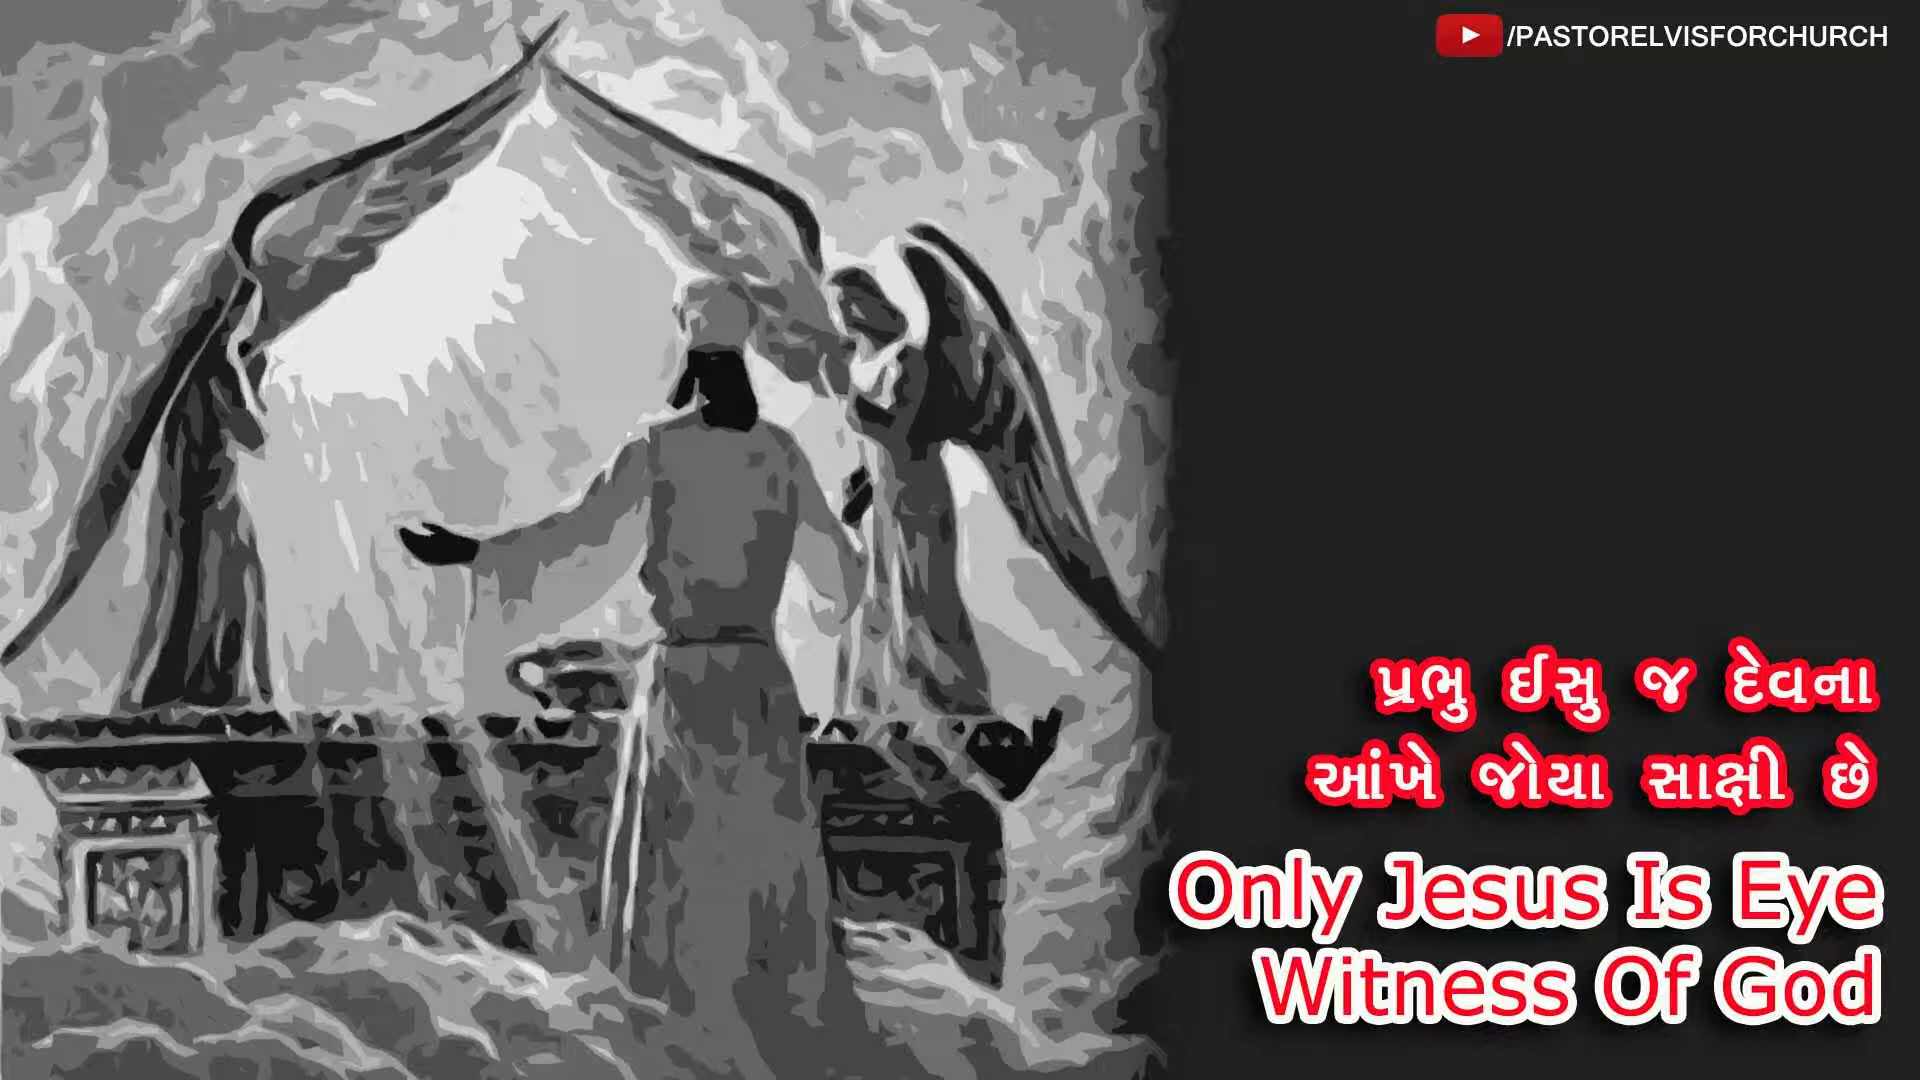 /PASTORELVISFORCHURCH
પ્રભુ ઈસુ જ દેવના
આંખે જોયા સાક્ષી છે
Only Jesus Is Eye
Witness Of God